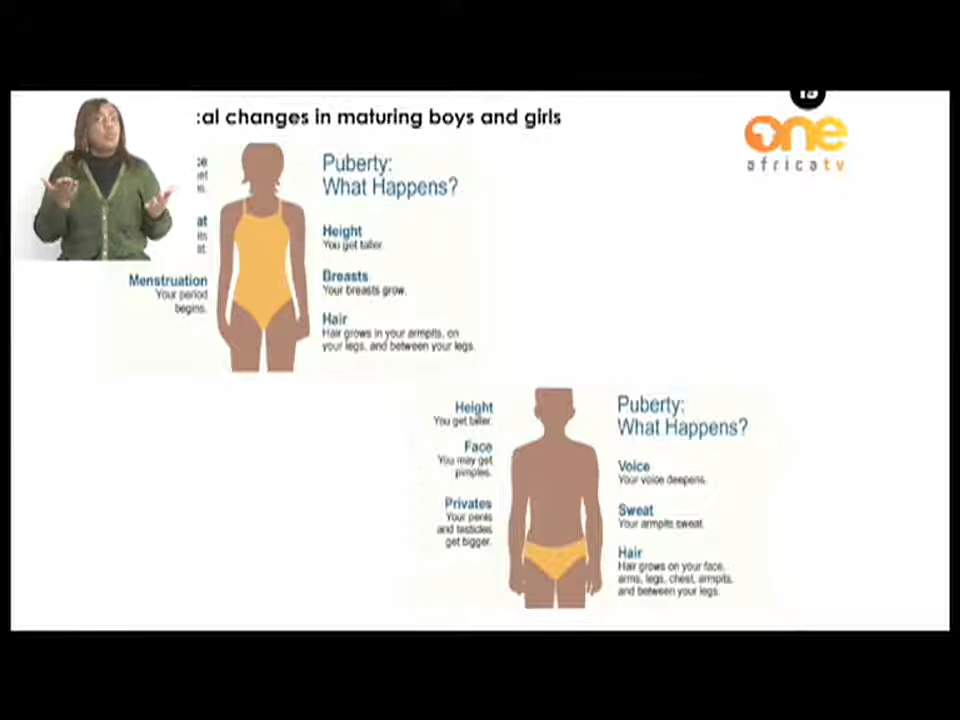 cal changes in maturing boys and girls
15
one
africa tv
Puberty:
What Happens?
at
Height
You get taller.
Menstruation
Your period
begins.
Breasts
Your breasts grow.
Hair
Hair grows in your armpits, on
your legs, and between your legs.
Height
You get taller.
Face
You may get
pimples.
Privates
Your penis
and testicles
get bigger.
Puberty:
What Happens?
Voice
Your voice deepens.
Sweat
Your armpits sweat.
Hair
Hair grows on your face,
arms, legs, chest, armpits,
and between your legs.